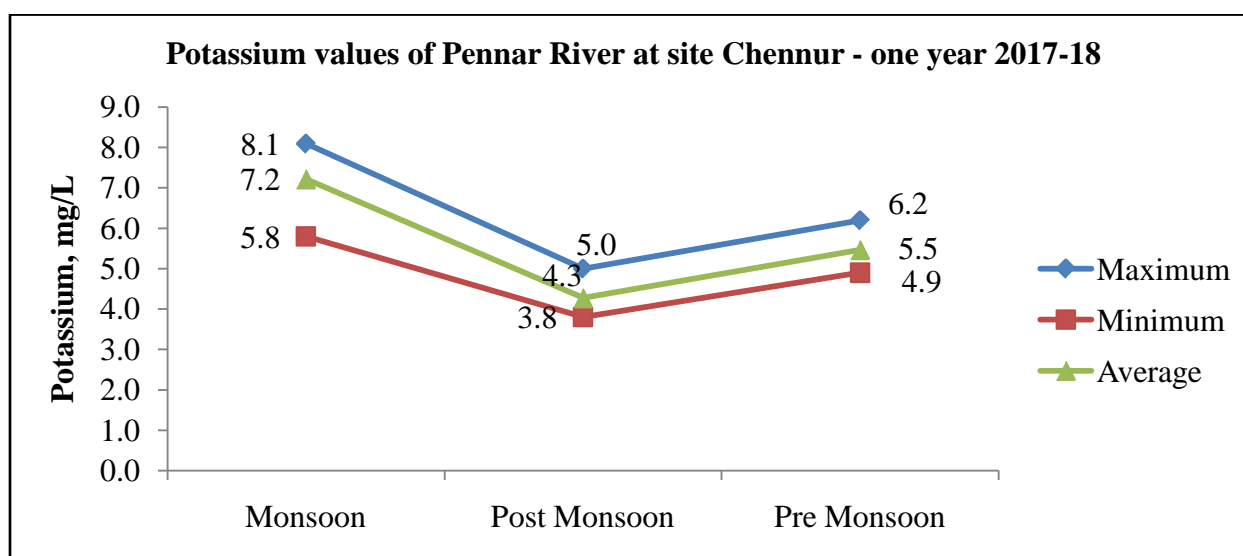 Potassium values of Pennar River at site Chennur - one year 2017-18
Potassium, mg/L
9.0
8.0
7.0
6.0
5.0
4.0
3.0
2.0
1.0
0.0
8.1
7.2
5.8
5.0
4.3
3.8
6.2
5.5
4.9
Monsoon
Post Monsoon
Pre Monsoon
Maximum
Minimum
Average